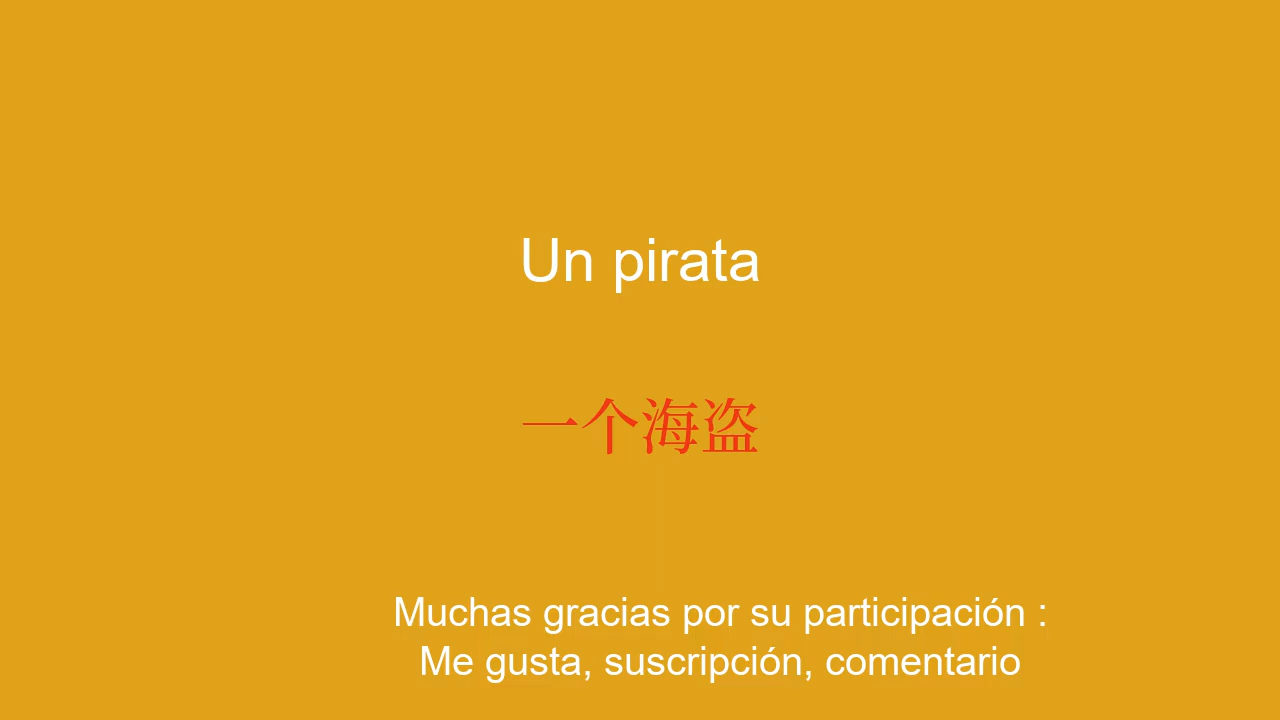 Un pirata
一个海盗
Muchas gracias por su participación :
Me gusta, suscripción, comentario